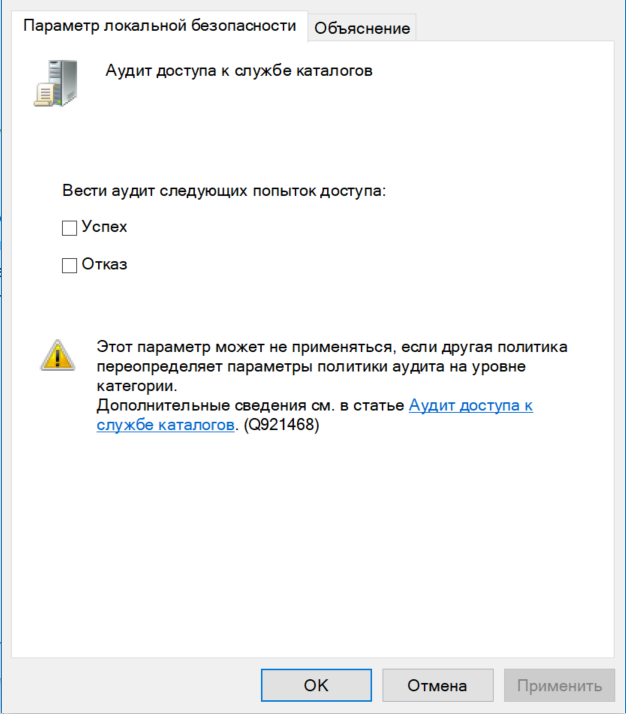 Параметр локальной безопасности
Объяснение
Аудит доступа к службе каталогов
Вести аудит следующих попыток доступа:
Успех
Отказ
Этот параметр может не применяться, если другая политика
переопределяет параметры политики аудита на уровне
категории.
Дополнительные сведения см. в статье Аудит доступа к
службе каталогов. (Q921468)
OK
Отмена
Применить